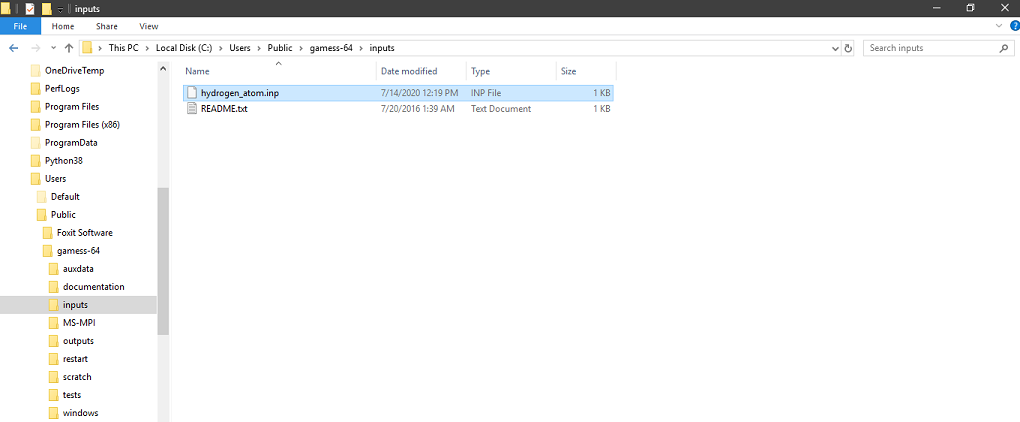 inputs
File Home Share View
This PC Local Disk (C:) Users Public gamess-64 inputs Search inputs
OneDriveTemp
PerfLogs
Program Files
Program Files (x86)
ProgramData
Python38
Users
Default
Public
Foxit Software
gamess-64
auxdata
documentation
inputs
MS-MPI
outputs
restart
scratch
tests
windows
Name Date modified Type Size
hydrogen_atom.inp 7/14/2020 12:19 PM INP File 1 KB
README.txt 7/20/2016 1:39 AM Text Document 1 KB